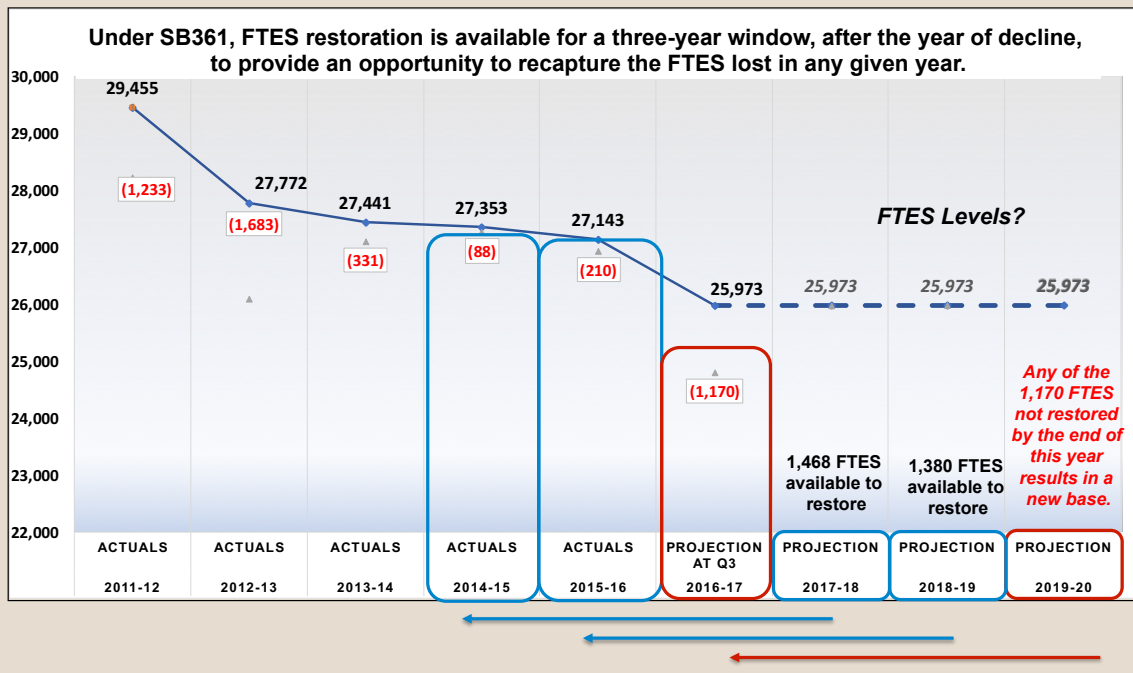 Under SB361, FTES restoration is available for a three-year window, after the year of decline,
to provide an opportunity to recapture the FTES lost in any given year.
30,000
29,000
28,000
27,000
26,000
25,000
24,000
23,000
22,000
29,455
(1,233)
27,772
(1,683)
27,441
(331)
27,353
(88)
27,143
(210)
25,973
(1,170)
FTES Levels?
25,973
25,973
25,973
1,468 FTES
available to
restore
1,380 FTES
available to
restore
Any of the
1,170 FTES
not restored
by the end of
this year
results in a
new base.
ACTUALS
2011-12
ACTUALS
2012-13
ACTUALS
2013-14
ACTUALS
2014-15
ACTUALS
2015-16
PROJECTION
AT Q3
2016-17
PROJECTION
2017-18
PROJECTION
2018-19
PROJECTION
2019-20